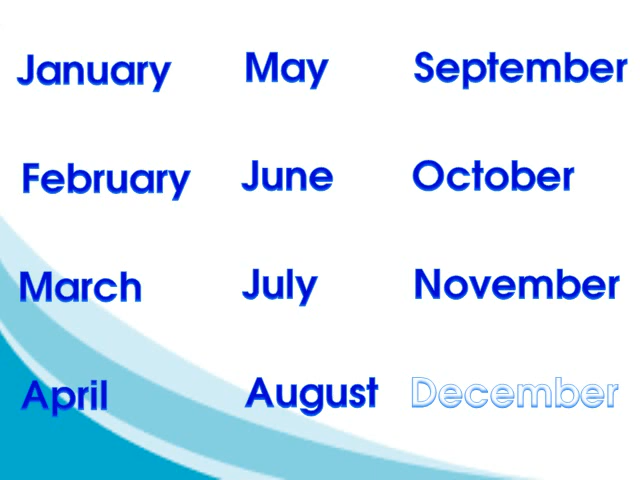 January
February
March
April
May
June
July
August
September
October
November
December